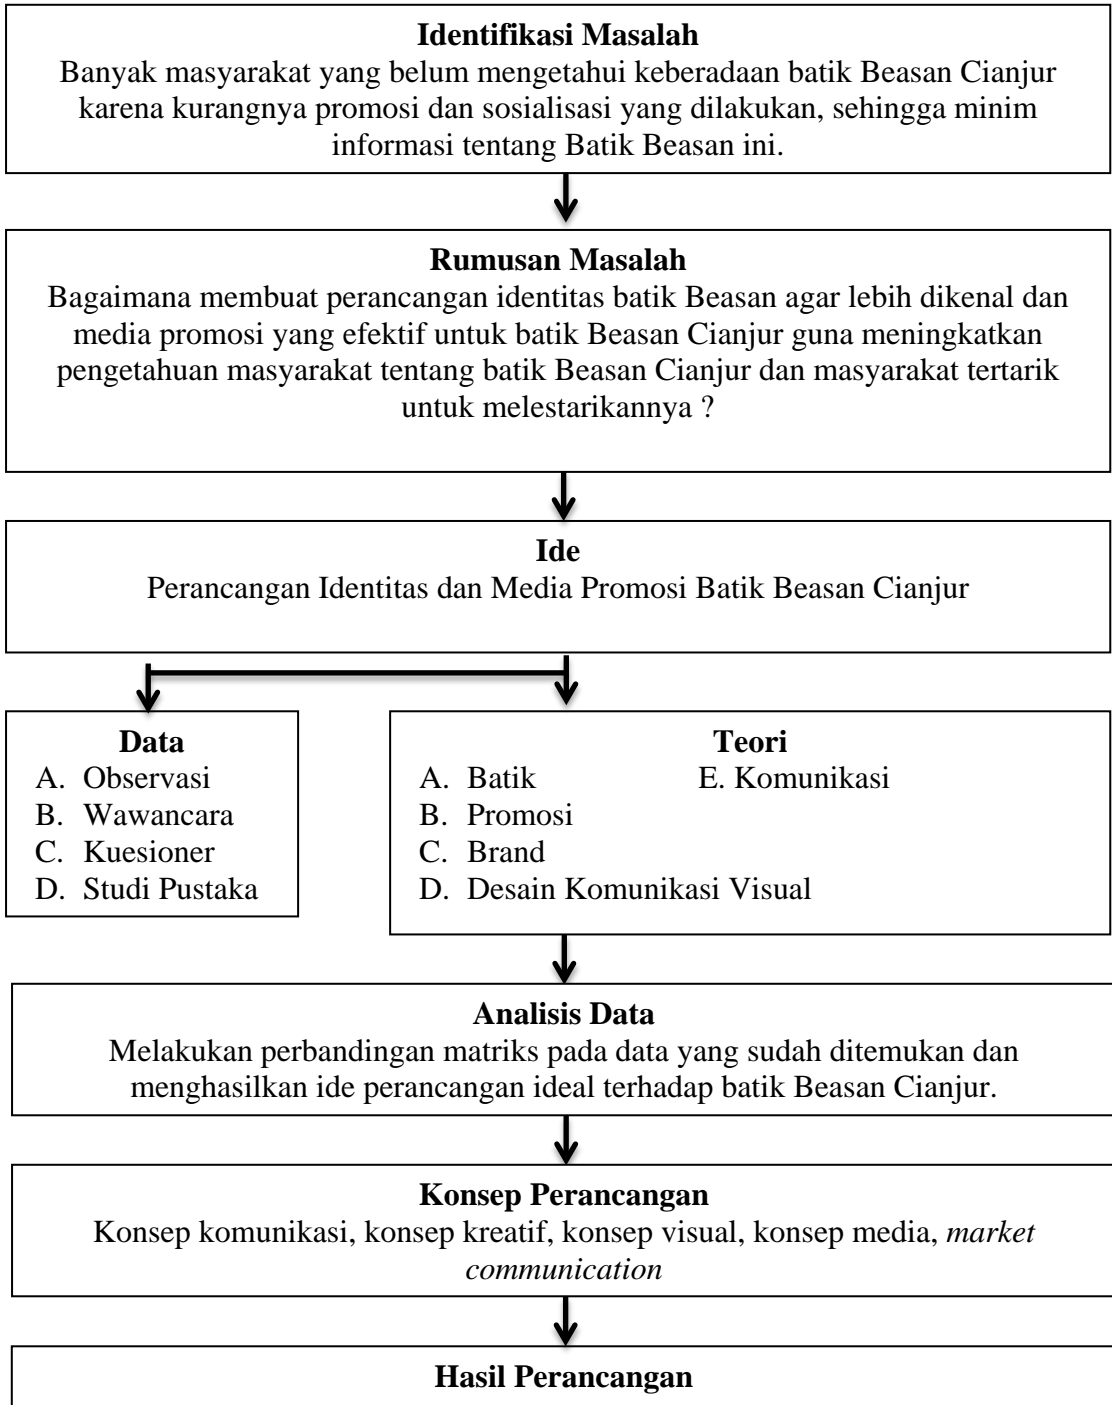 Identifikasi Masalah
Banyak masyarakat yang belum mengetahui keberadaan batik Beasan Cianjur
karena kurangnya promosi dan sosialisasi yang dilakukan, sehingga minim
informasi tentang Batik Beasan ini.
Rumusan Masalah
Bagaimana membuat perancangan identitas batik Beasan agar lebih dikenal dan
media promosi yang efektif untuk batik Beasan Cianjur guna meningkatkan
pengetahuan masyarakat tentang batik Beasan Cianjur dan masyarakat tertarik
untuk melestarikannya ?
Ide
Perancangan Identitas dan Media Promosi Batik Beasan Cianjur
Data
A. Observasi
B. Wawancara
C. Kuesioner
D. Studi Pustaka
Teori
A. Batik
B. Promosi
C. Brand
D. Desain Komunikasi Visual
E. Komunikasi
Analisis Data
Melakukan perbandingan matriks pada data yang sudah ditemukan dan
menghasilkan ide perancangan ideal terhadap batik Beasan Cianjur.
Konsep Perancangan
Konsep komunikasi, konsep kreatif, konsep visual, konsep media, market
communication
Hasil Perancangan